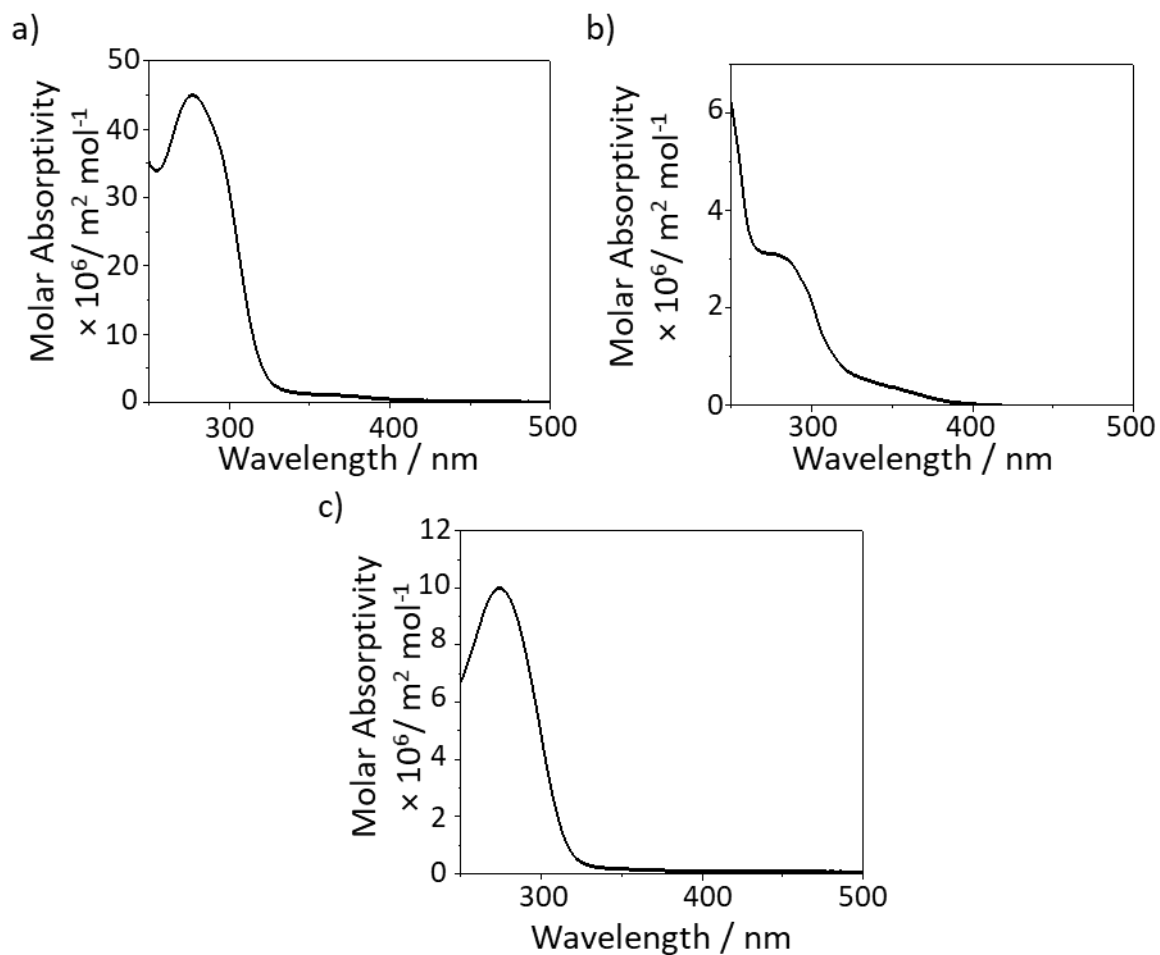 a)
50
40
30
20
10
0
Molar Absorptivity
× 10⁶/ m² mol⁻¹
300 400 500
Wavelength / nm
b)
6
4
2
0
Molar Absorptivity
× 10⁶/ m² mol⁻¹
300 400 500
Wavelength / nm
c)
12
10
8
6
4
2
0
Molar Absorptivity
× 10⁶/ m² mol⁻¹
300 400 500
Wavelength / nm